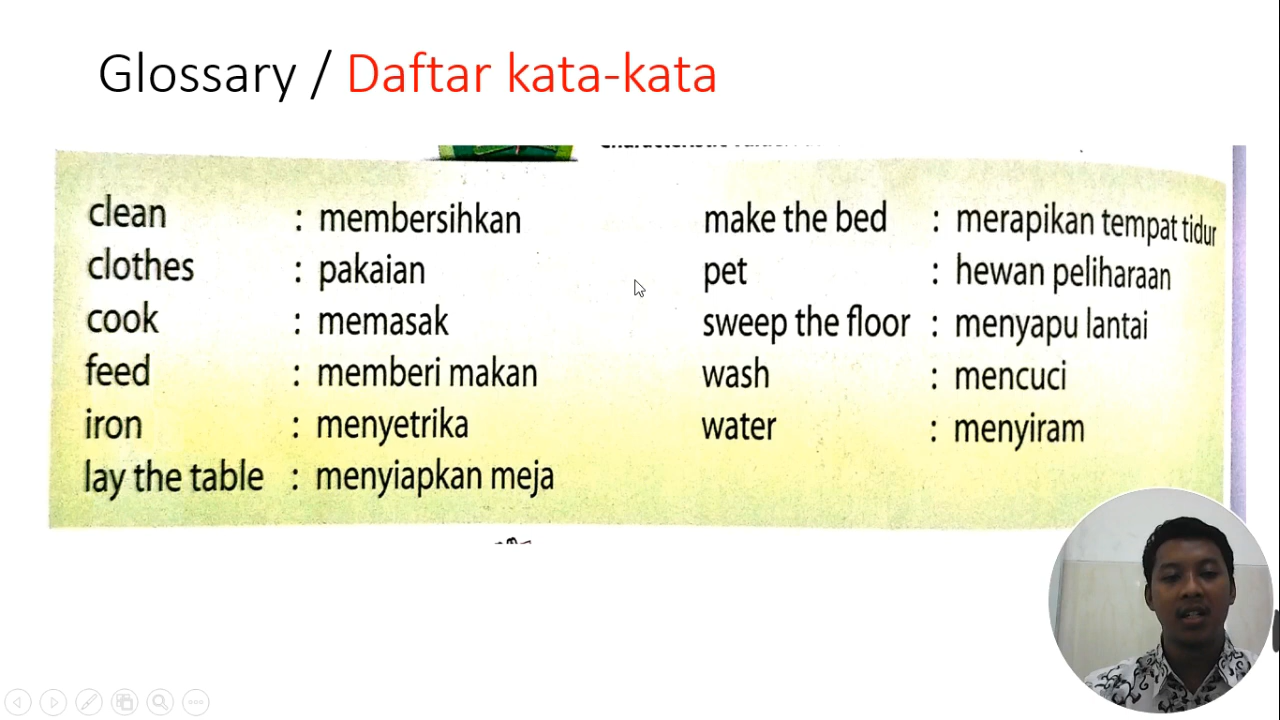 Glossary / Daftar kata-kata
clean : membersihkan
clothes : pakaian
cook : memasak
feed : memberi makan
iron : menyetrika
lay the table : menyiapkan meja
make the bed : merapikan tempat tidur
pet : hewan peliharaan
sweep the floor : menyapu lantai
wash : mencuci
water : menyiram